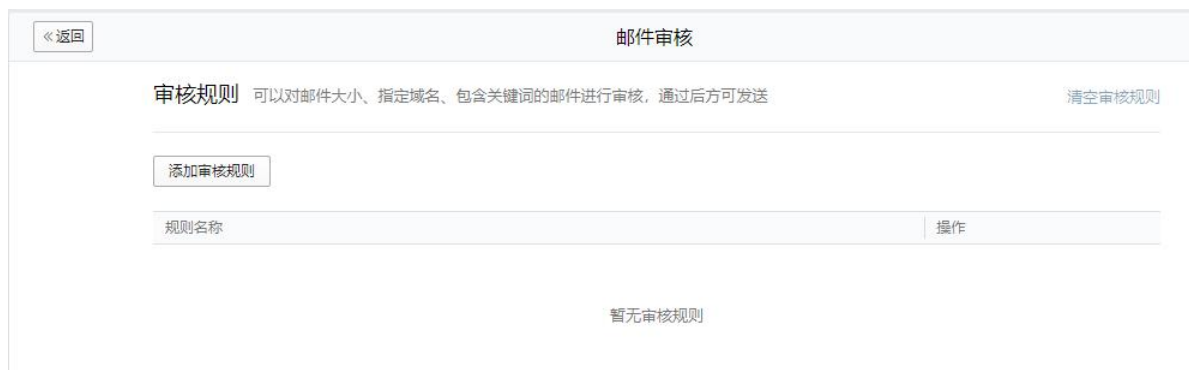 《返回
邮件审核
审核规则 可以对邮件大小、指定域名、包含关键词的邮件进行审核，通过后方可发送
清空审核规则
添加审核规则
规则名称 操作
暂无审核规则